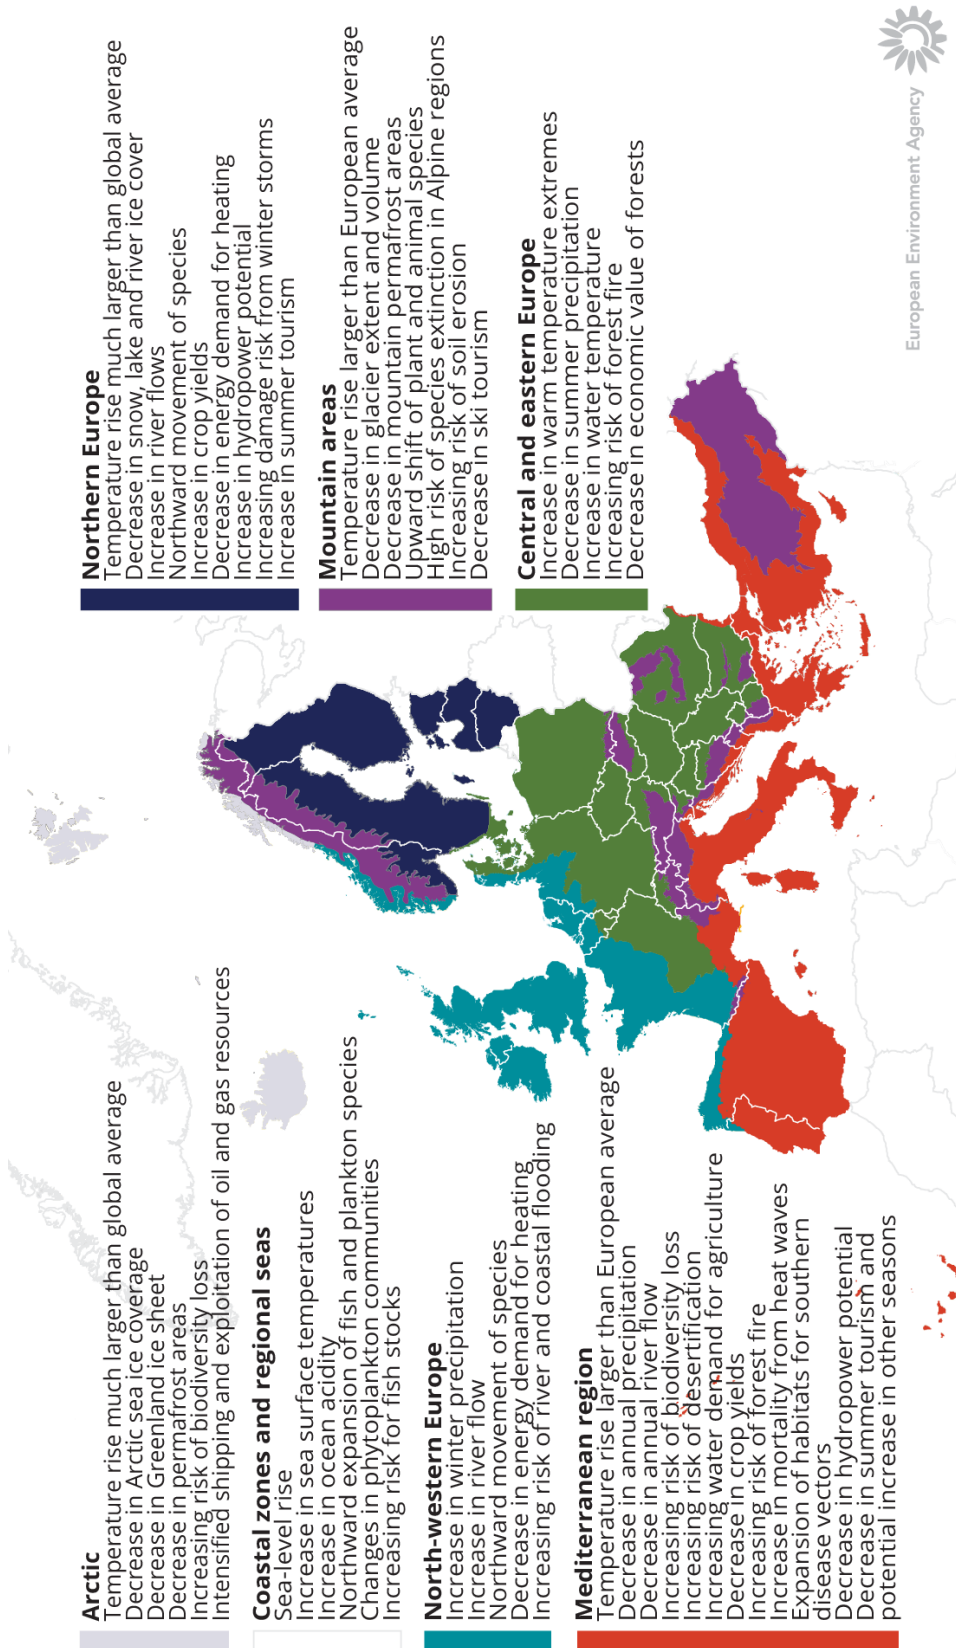 Arctic
Temperature rise much larger than global average
Decrease in Arctic sea ice coverage
Decrease in Greenland ice sheet
Decrease in permafrost areas
Increasing risk of biodiversity loss
Intensified shipping and exploitation of oil and gas resources
Coastal zones and regional seas
Sea-level rise
Increase in sea surface temperatures
Increase in ocean acidity
Northward expansion of fish and plankton species
Changes in phytoplankton communities
Increasing risk for fish stocks
North-western Europe
Increase in winter precipitation
Increase in river flow
Northward movement of species
Decrease in energy demand for heating
Increasing risk of river and coastal flooding
Mediterranean region
Temperature rise larger than European average
Decrease in annual precipitation
Decrease in annual river flow
Increasing risk of biodiversity loss
Increasing risk of desertification
Increasing water demand for agriculture
Decrease in crop yields
Increasing risk of forest fire
Increase in mortality from heat waves
Expansion of habitats for southern
disease vectors
Decrease in hydropower potential
Decrease in summer tourism and
potential increase in other seasons
Northern Europe
Temperature rise much larger than global average
Decrease in snow, lake and river ice cover
Increase in river flows
Northward movement of species
Increase in crop yields
Decrease in energy demand for heating
Increase in hydropower potential
Increasing damage risk from winter storms
Increase in summer tourism
Mountain areas
Temperature rise larger than European average
Decrease in glacier extent and volume
Decrease in mountain permafrost areas
Upward shift of plant and animal species
High risk of species extinction in Alpine regions
Increasing risk of soil erosion
Decrease in ski tourism
Central and eastern Europe
Increase in warm temperature extremes
Decrease in summer precipitation
Increase in water temperature
Increasing risk of forest fire
Decrease in economic value of forests
European Environment Agency